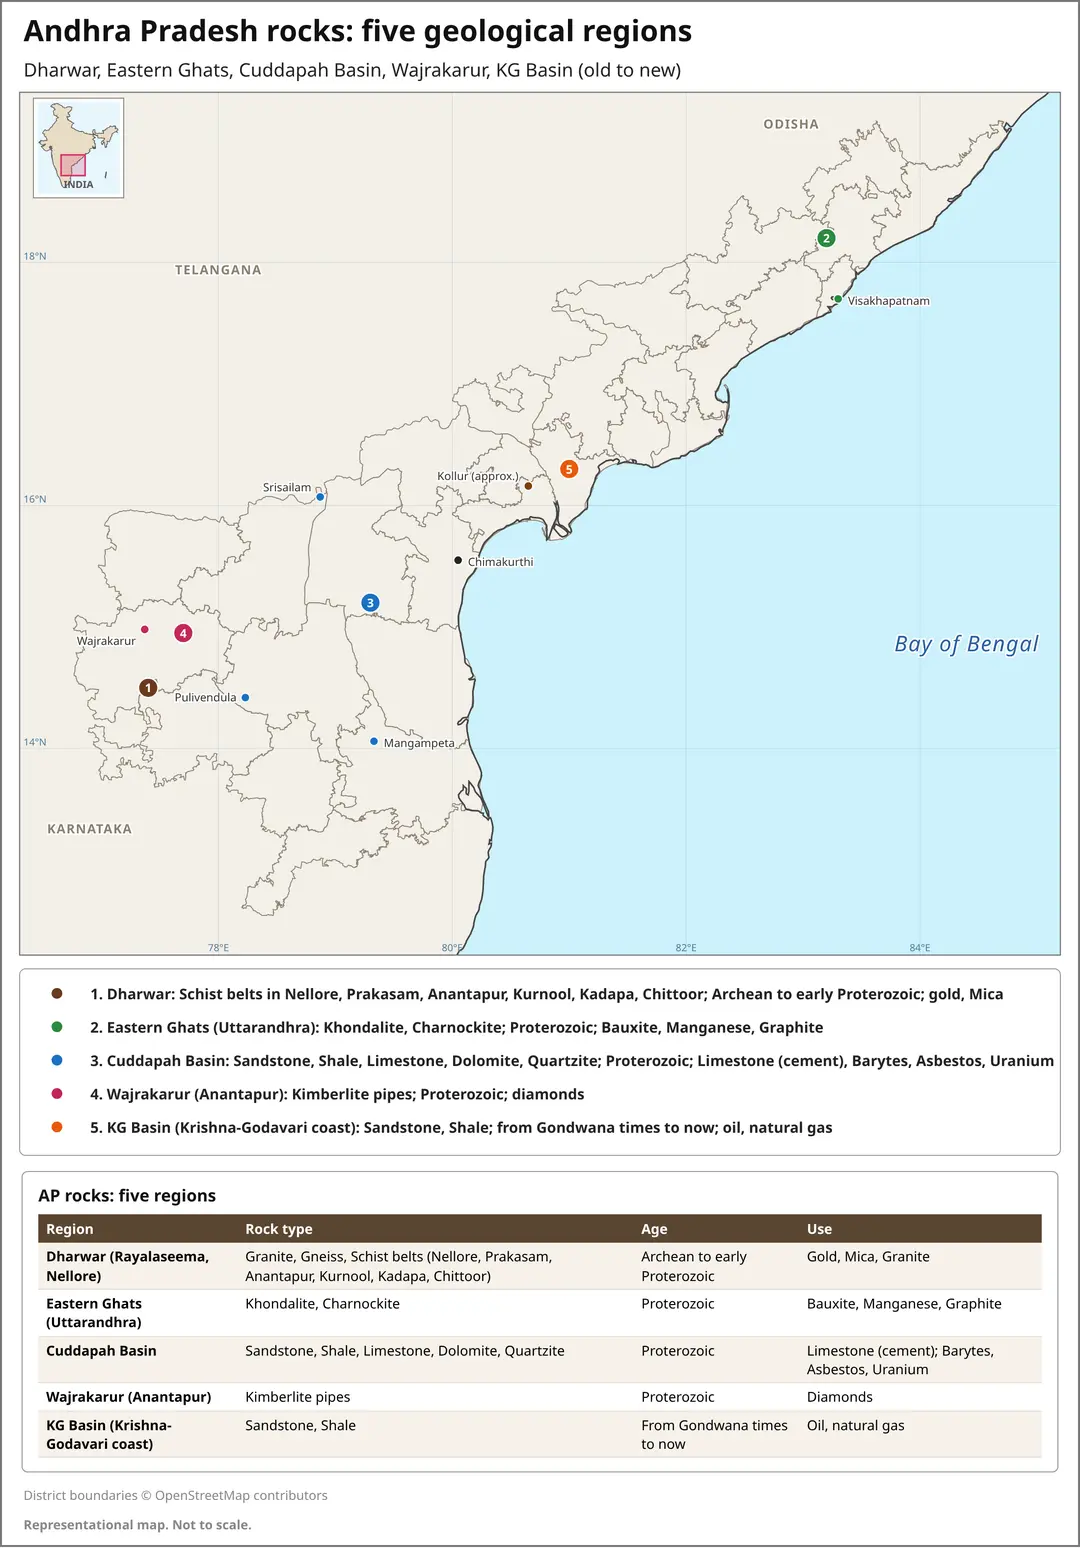 Andhra Pradesh rocks: five geological regions
Dharwar, Eastern Ghats, Cuddapah Basin, Wajrakarur, KG Basin (old to new)
INDIA
ODISHA
TELANGANA
18°N
2
Visakhapatnam
5
Kollur (approx.)
Srisailam
16°N
Chimakurthi
3
4
Wajrakarur
Bay of Bengal
1
Pulivendula
14°N
Mangampeta
KARNATAKA
78°E
80°E
82°E
84°E
1. Dharwar: Schist belts in Nellore, Prakasam, Anantapur, Kurnool, Kadapa, Chittoor; Archean to early Proterozoic; gold, Mica
2. Eastern Ghats (Uttarandhra): Khondalite, Charnockite; Proterozoic; Bauxite, Manganese, Graphite
3. Cuddapah Basin: Sandstone, Shale, Limestone, Dolomite, Quartzite; Proterozoic; Limestone (cement), Barytes, Asbestos, Uranium
4. Wajrakarur (Anantapur): Kimberlite pipes; Proterozoic; diamonds
5. KG Basin (Krishna-Godavari coast): Sandstone, Shale; from Gondwana times to now; oil, natural gas
AP rocks: five regions
Region Rock type Age Use
Dharwar (Rayalaseema, Granite, Gneiss, Schist belts (Nellore, Prakasam, Archean to early Gold, Mica, Granite
Nellore) Anantapur, Kurnool, Kadapa, Chittoor) Proterozoic
Eastern Ghats Khondalite, Charnockite Proterozoic Bauxite, Manganese, Graphite
(Uttarandhra)
Cuddapah Basin Sandstone, Shale, Limestone, Dolomite, Quartzite Proterozoic Limestone (cement); Barytes,
Asbestos, Uranium
Wajrakarur (Anantapur) Kimberlite pipes Proterozoic Diamonds
KG Basin (Krishna- Sandstone, Shale From Gondwana times Oil, natural gas
Godavari coast) to now
District boundaries © OpenStreetMap contributors
Representational map. Not to scale.